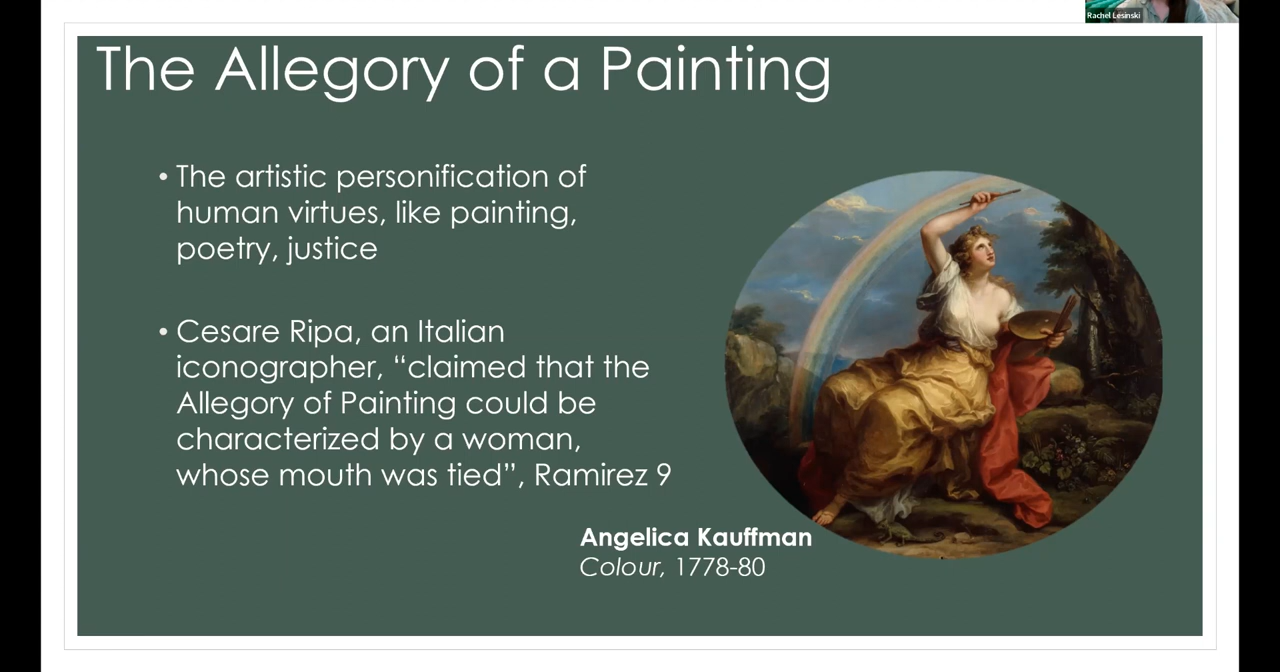 Rachel Lesinski
The Allegory of a Painting
• The artistic personification of
human virtues, like painting,
poetry, justice
• Cesare Ripa, an Italian
iconographer, “claimed that the
Allegory of Painting could be
characterized by a woman,
whose mouth was tied”, Ramirez 9
Angelica Kauffman
Colour, 1778-80